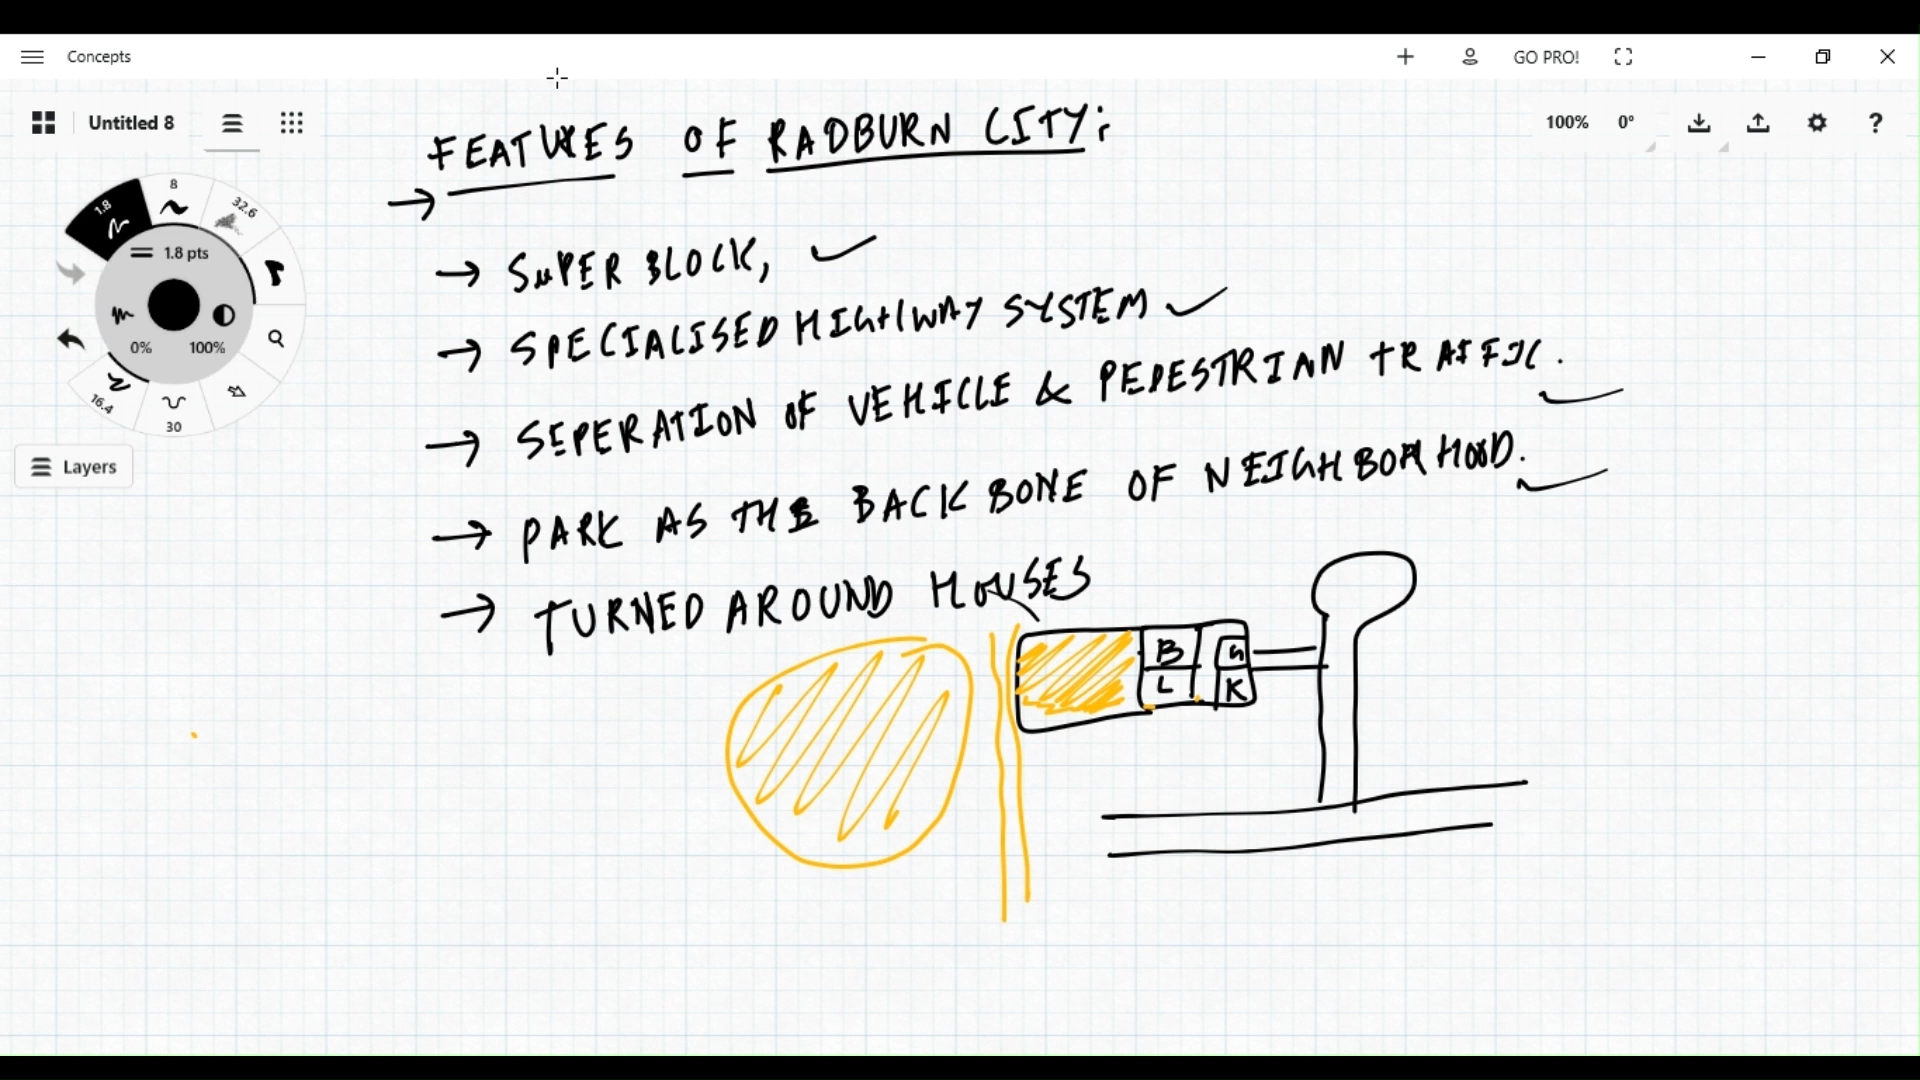 Concepts
GO PRO!
Untitled 8
100% 0°
FEATURES OF RADBURN CITY:
8
1.8
32.6
1.8 pts
0% 100%
16.4
30
Layers
→ SUPER BLOCK,
→ SPECIALISED HIGHWAY SYSTEM
→ SEPERATION OF VEHICLE & PEDESTRIAN TRAFFIC.
→ PARK AS THE BACK BONE OF NEIGHBORHOOD.
→ TURNED AROUND HOUSES
B G
L K